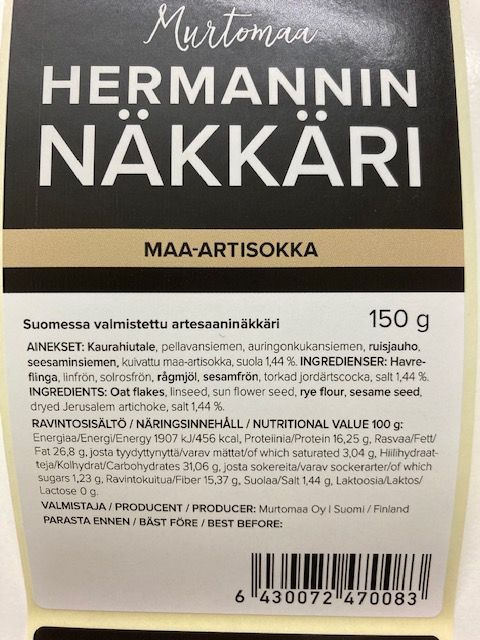 Murtomaa
HERMANNIN
NÄKKÄRI
MAA-ARTISOKKA
Suomessa valmistettu artesaaninäkkäri 150 g
AINEKSET: Kaurahiutale, pellavansiemen, auringonkukansiemen, ruisjauho,
seesaminsiemen, kuivattu maa-artisokka, suola 1,44 %. INGREDIENSER: Havre-
flinga, linfrön, solrosfrön, rågmjöl, sesamfrön, torkad jordärtscocka, salt 1,44 %.
INGREDIENTS: Oat flakes, linseed, sun flower seed, rye flour, sesame seed,
dryed Jerusalem artichoke, salt 1,44 %.
RAVINTOSISÄLTÖ / NÄRINGSINNEHÅLL / NUTRITIONAL VALUE 100 g:
Energiaa/Energi/Energy 1907 kJ/456 kcal, Proteiinia/Protein 16,25 g, Rasvaa/Fett/
Fat 26,8 g, josta tyydyttynyttä/varav mättat/of which saturated 3,04 g, Hiilihydraat-
teja/Kolhydrat/Carbohydrates 31,06 g, josta sokereita/varav sockerarter/of which
sugars 1,23 g, Ravintokuitua/Fiber 15,37 g, Suolaa/Salt 1,44 g, Laktoosia/Laktos/
Lactose 0 g.
VALMISTAJA / PRODUCENT / PRODUCER: Murtomaa Oy | Suomi / Finland
PARASTA ENNEN / BÄST FÖRE / BEST BEFORE:
6 430072 470083